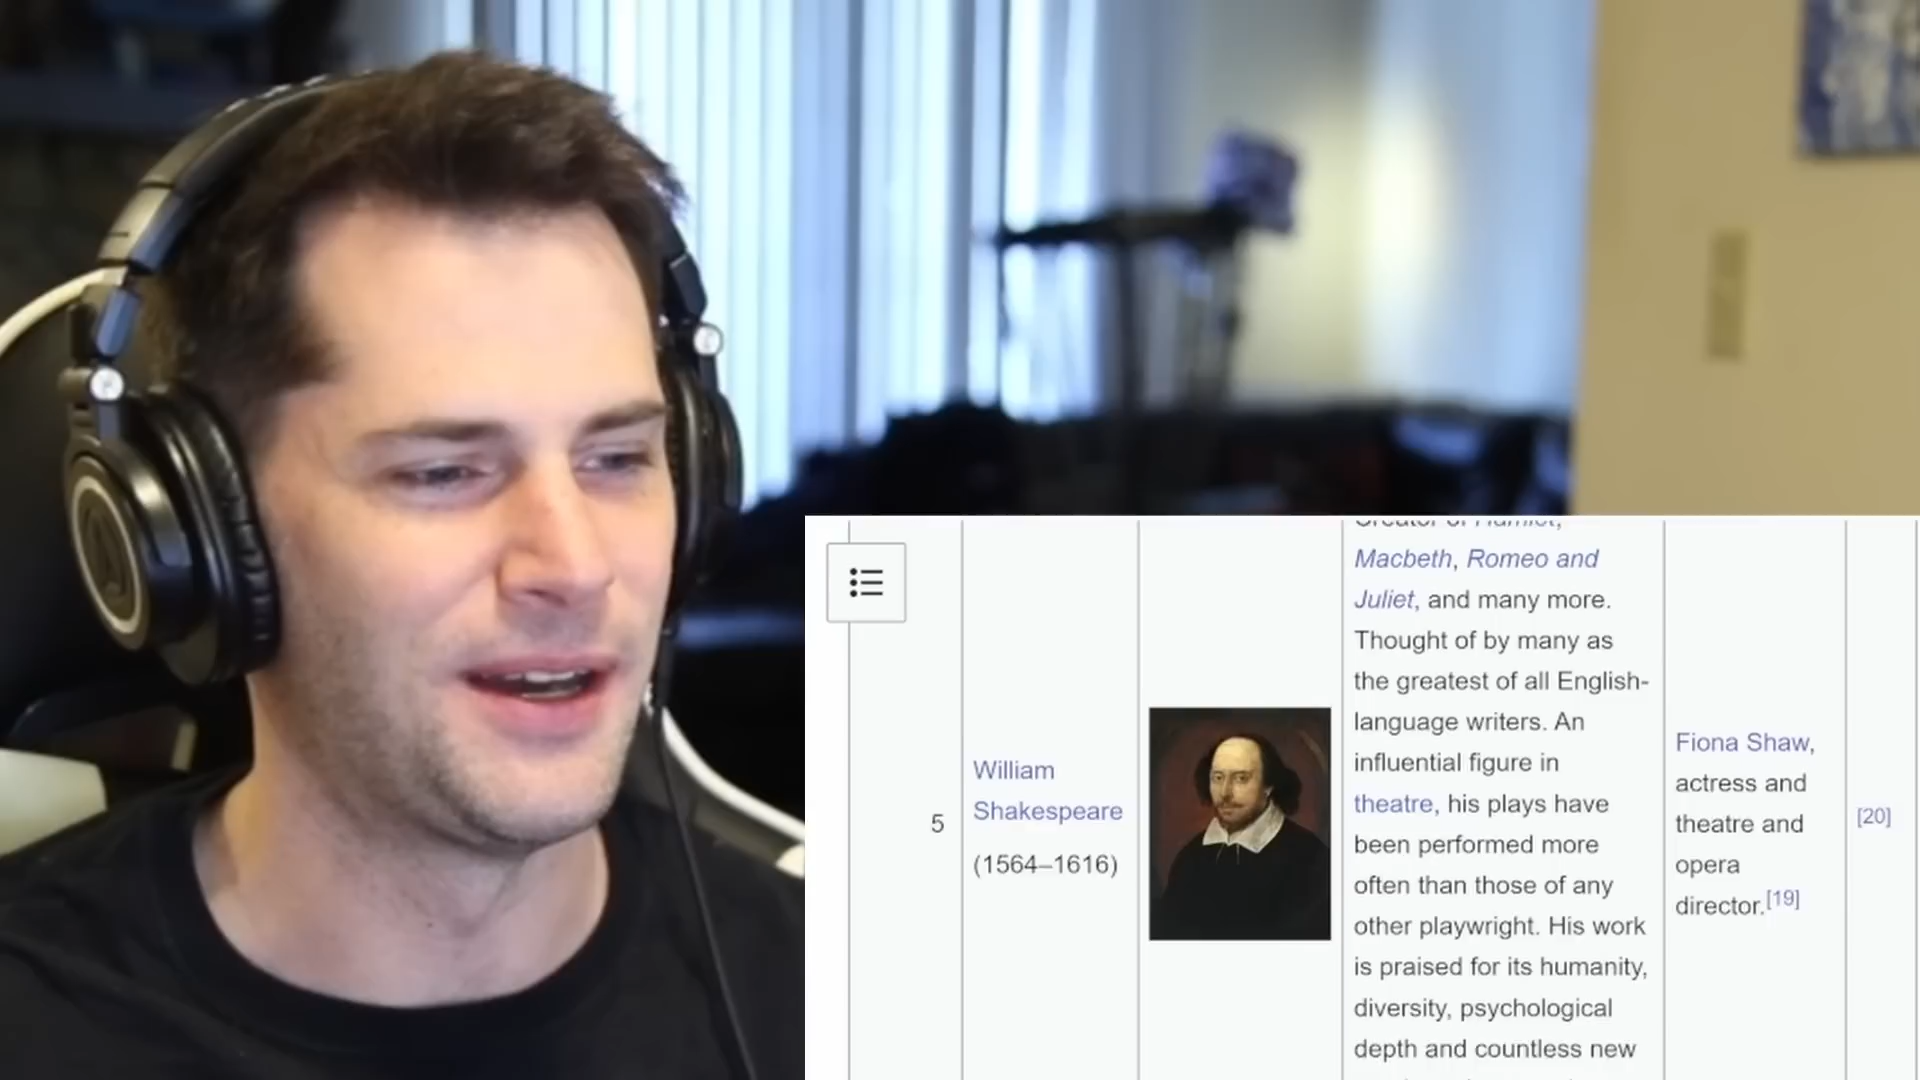 5
William
Shakespeare
(1564–1616)
Creator of Hamlet,
Macbeth, Romeo and
Juliet, and many more.
Thought of by many as
the greatest of all English-
language writers. An
influential figure in
theatre, his plays have
been performed more
often than those of any
other playwright. His work
is praised for its humanity,
diversity, psychological
depth and countless new
Fiona Shaw,
actress and
theatre and
opera
director.[19]
[20]